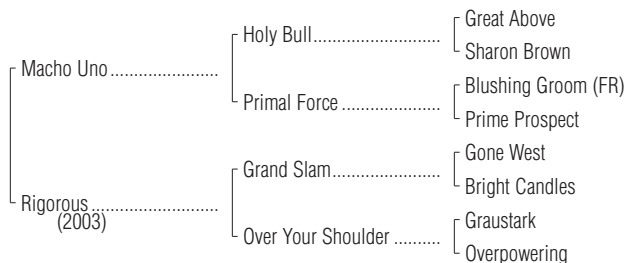 Great Above
Holy Bull........................
Sharon Brown
Macho Uno....................
Blushing Groom (FR)
Primal Force ..................
Prime Prospect
Gone West
Grand Slam....................
Bright Candles
Rigorous........................
(2003)
Graustark
Over Your Shoulder .........
Overpowering